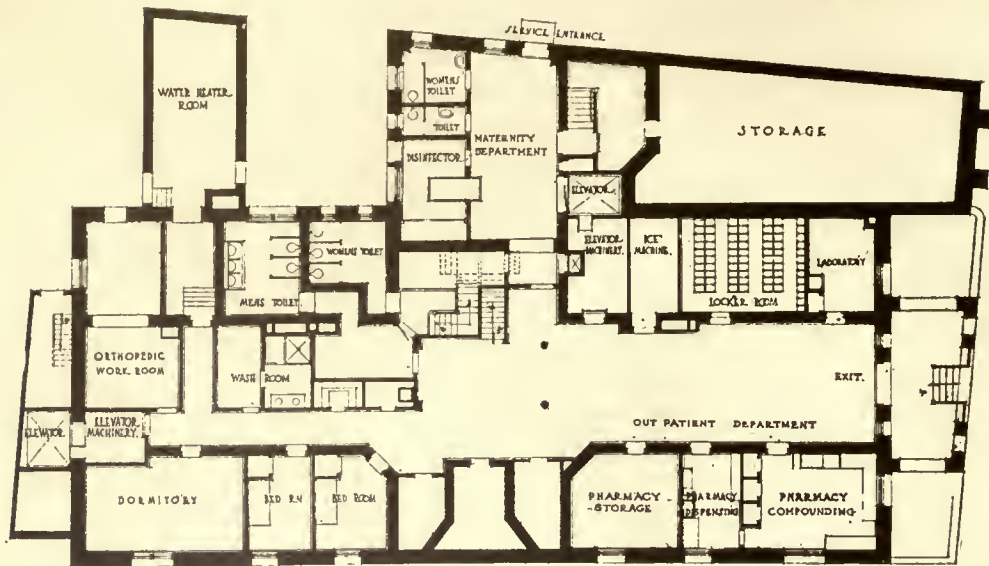 SERVICE ENTRANCE
WATER HEATER
ROOM
WOMENS
TOILET
TOILET
MATERNITY
DEPARTMENT
DISINFECTOR
STORAGE
ELEVATOR
ELEVATOR
MACHINERY.
ICE
MACHINE.
LOCKER ROOM
LABORATORY
MENS TOILET
WOMENS TOILET
ORTHOPEDIC
WORK ROOM
WASH ROOM
EXIT.
ELEVATOR
ELEVATOR
MACHINERY.
OUT PATIENT DEPARTMENT
DORMITORY
BED RM
BED ROOM
PHARMACY
STORAGE
PHARMACY
DISPENSING
PHARMACY
COMPOUNDING